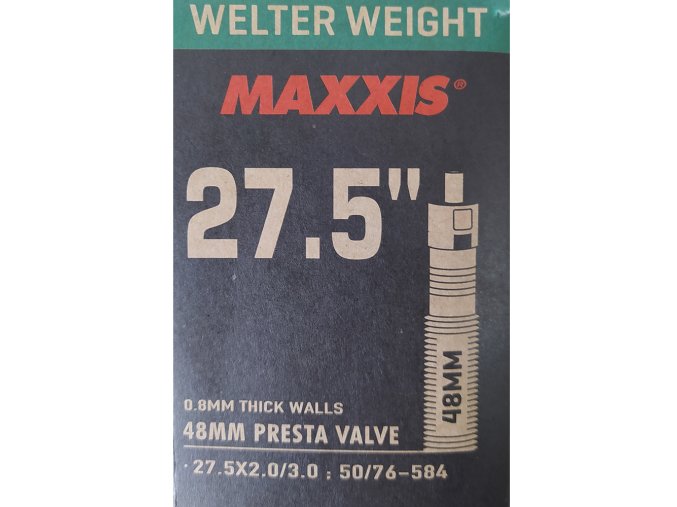 WELTER WEIGHT
MAXXIS®
27.5"
48MM
0.8MM THICK WALLS
48MM PRESTA VALVE
· 27.5X2.0/3.0 ; 50/76-584